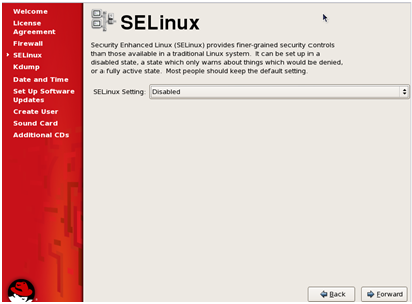 Welcome
License
Agreement
Firewall
SELinux
Kdump
Date and Time
Set Up Software
Updates
Create User
Sound Card
Additional CDs
SELinux
Security Enhanced Linux (SELinux) provides finer-grained security controls
than those available in a traditional Linux system. It can be set up in a
disabled state, a state which only warns about things which would be denied,
or a fully active state. Most people should keep the default setting.
SELinux Setting: Disabled
Back Forward